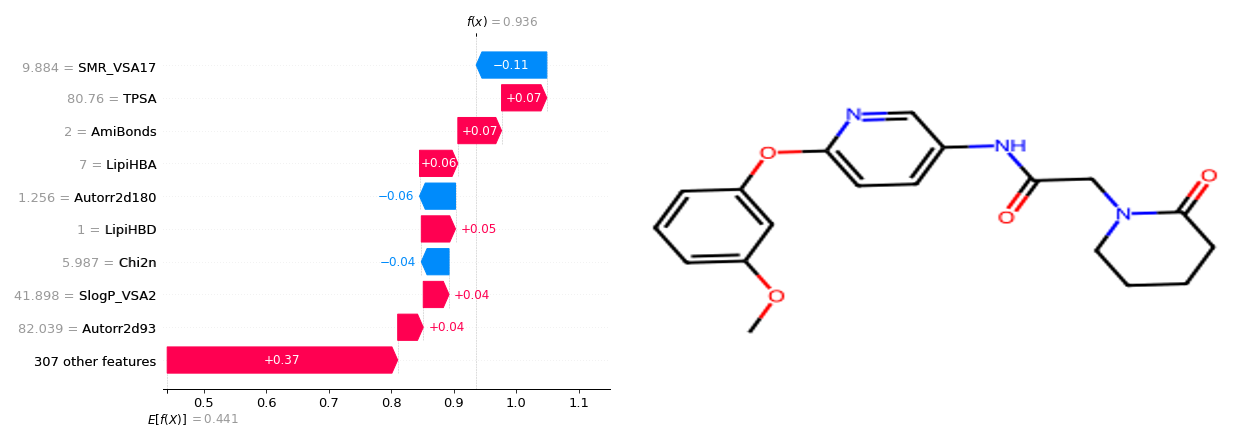 f(x) = 0.936
9.884 = SMR_VSA17
−0.11
80.76 = TPSA
+0.07
2 = AmiBonds
+0.07
7 = LipiHBA
+0.06
1.256 = Autorr2d180
−0.06
1 = LipiHBD
+0.05
5.987 = Chi2n
−0.04
41.898 = SlogP_VSA2
+0.04
82.039 = Autorr2d93
+0.04
307 other features
+0.37
0.5 0.6 0.7 0.8 0.9 1.0 1.1
E[f(X)] = 0.441
N
O
NH
O
O
N
O